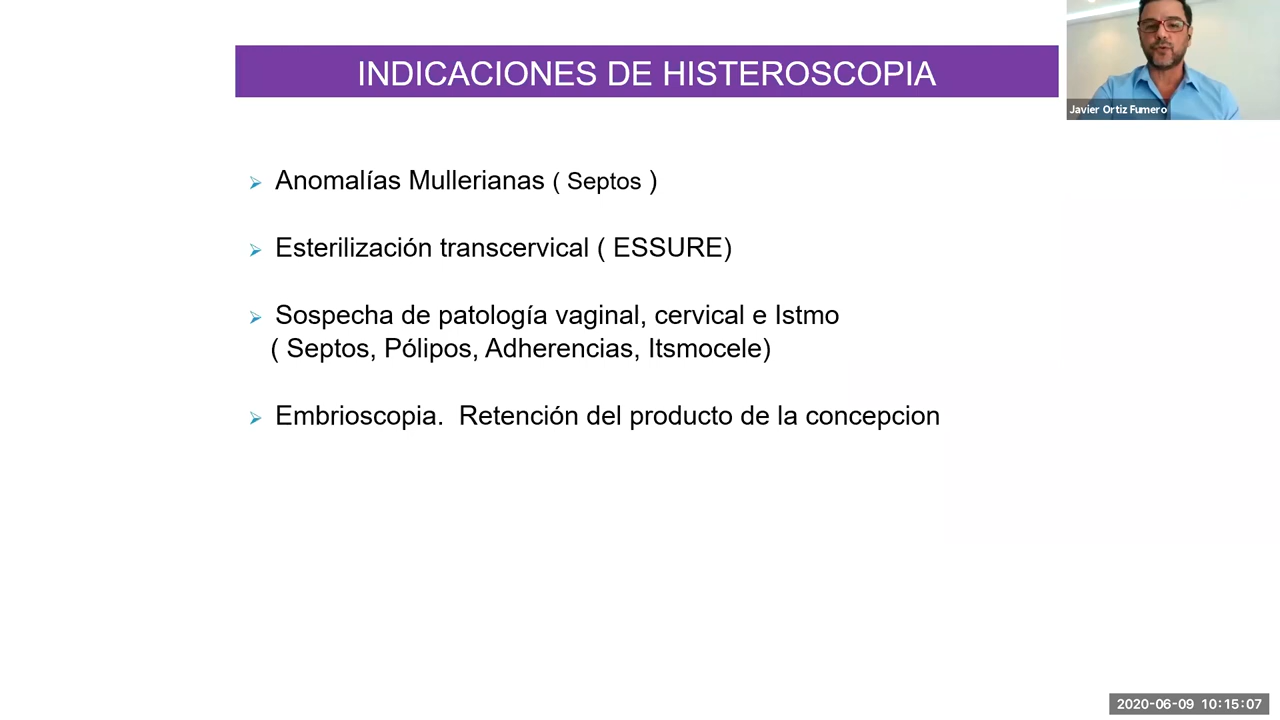 INDICACIONES DE HISTEROSCOPIA
Javier Ortiz Fumero
Anomalías Mullerianas ( Septos )
Esterilización transcervical ( ESSURE)
Sospecha de patología vaginal, cervical e Istmo
( Septos, Pólipos, Adherencias, Itsmocele)
Embrioscopia. Retención del producto de la concepcion
2020-06-09 10:15:07